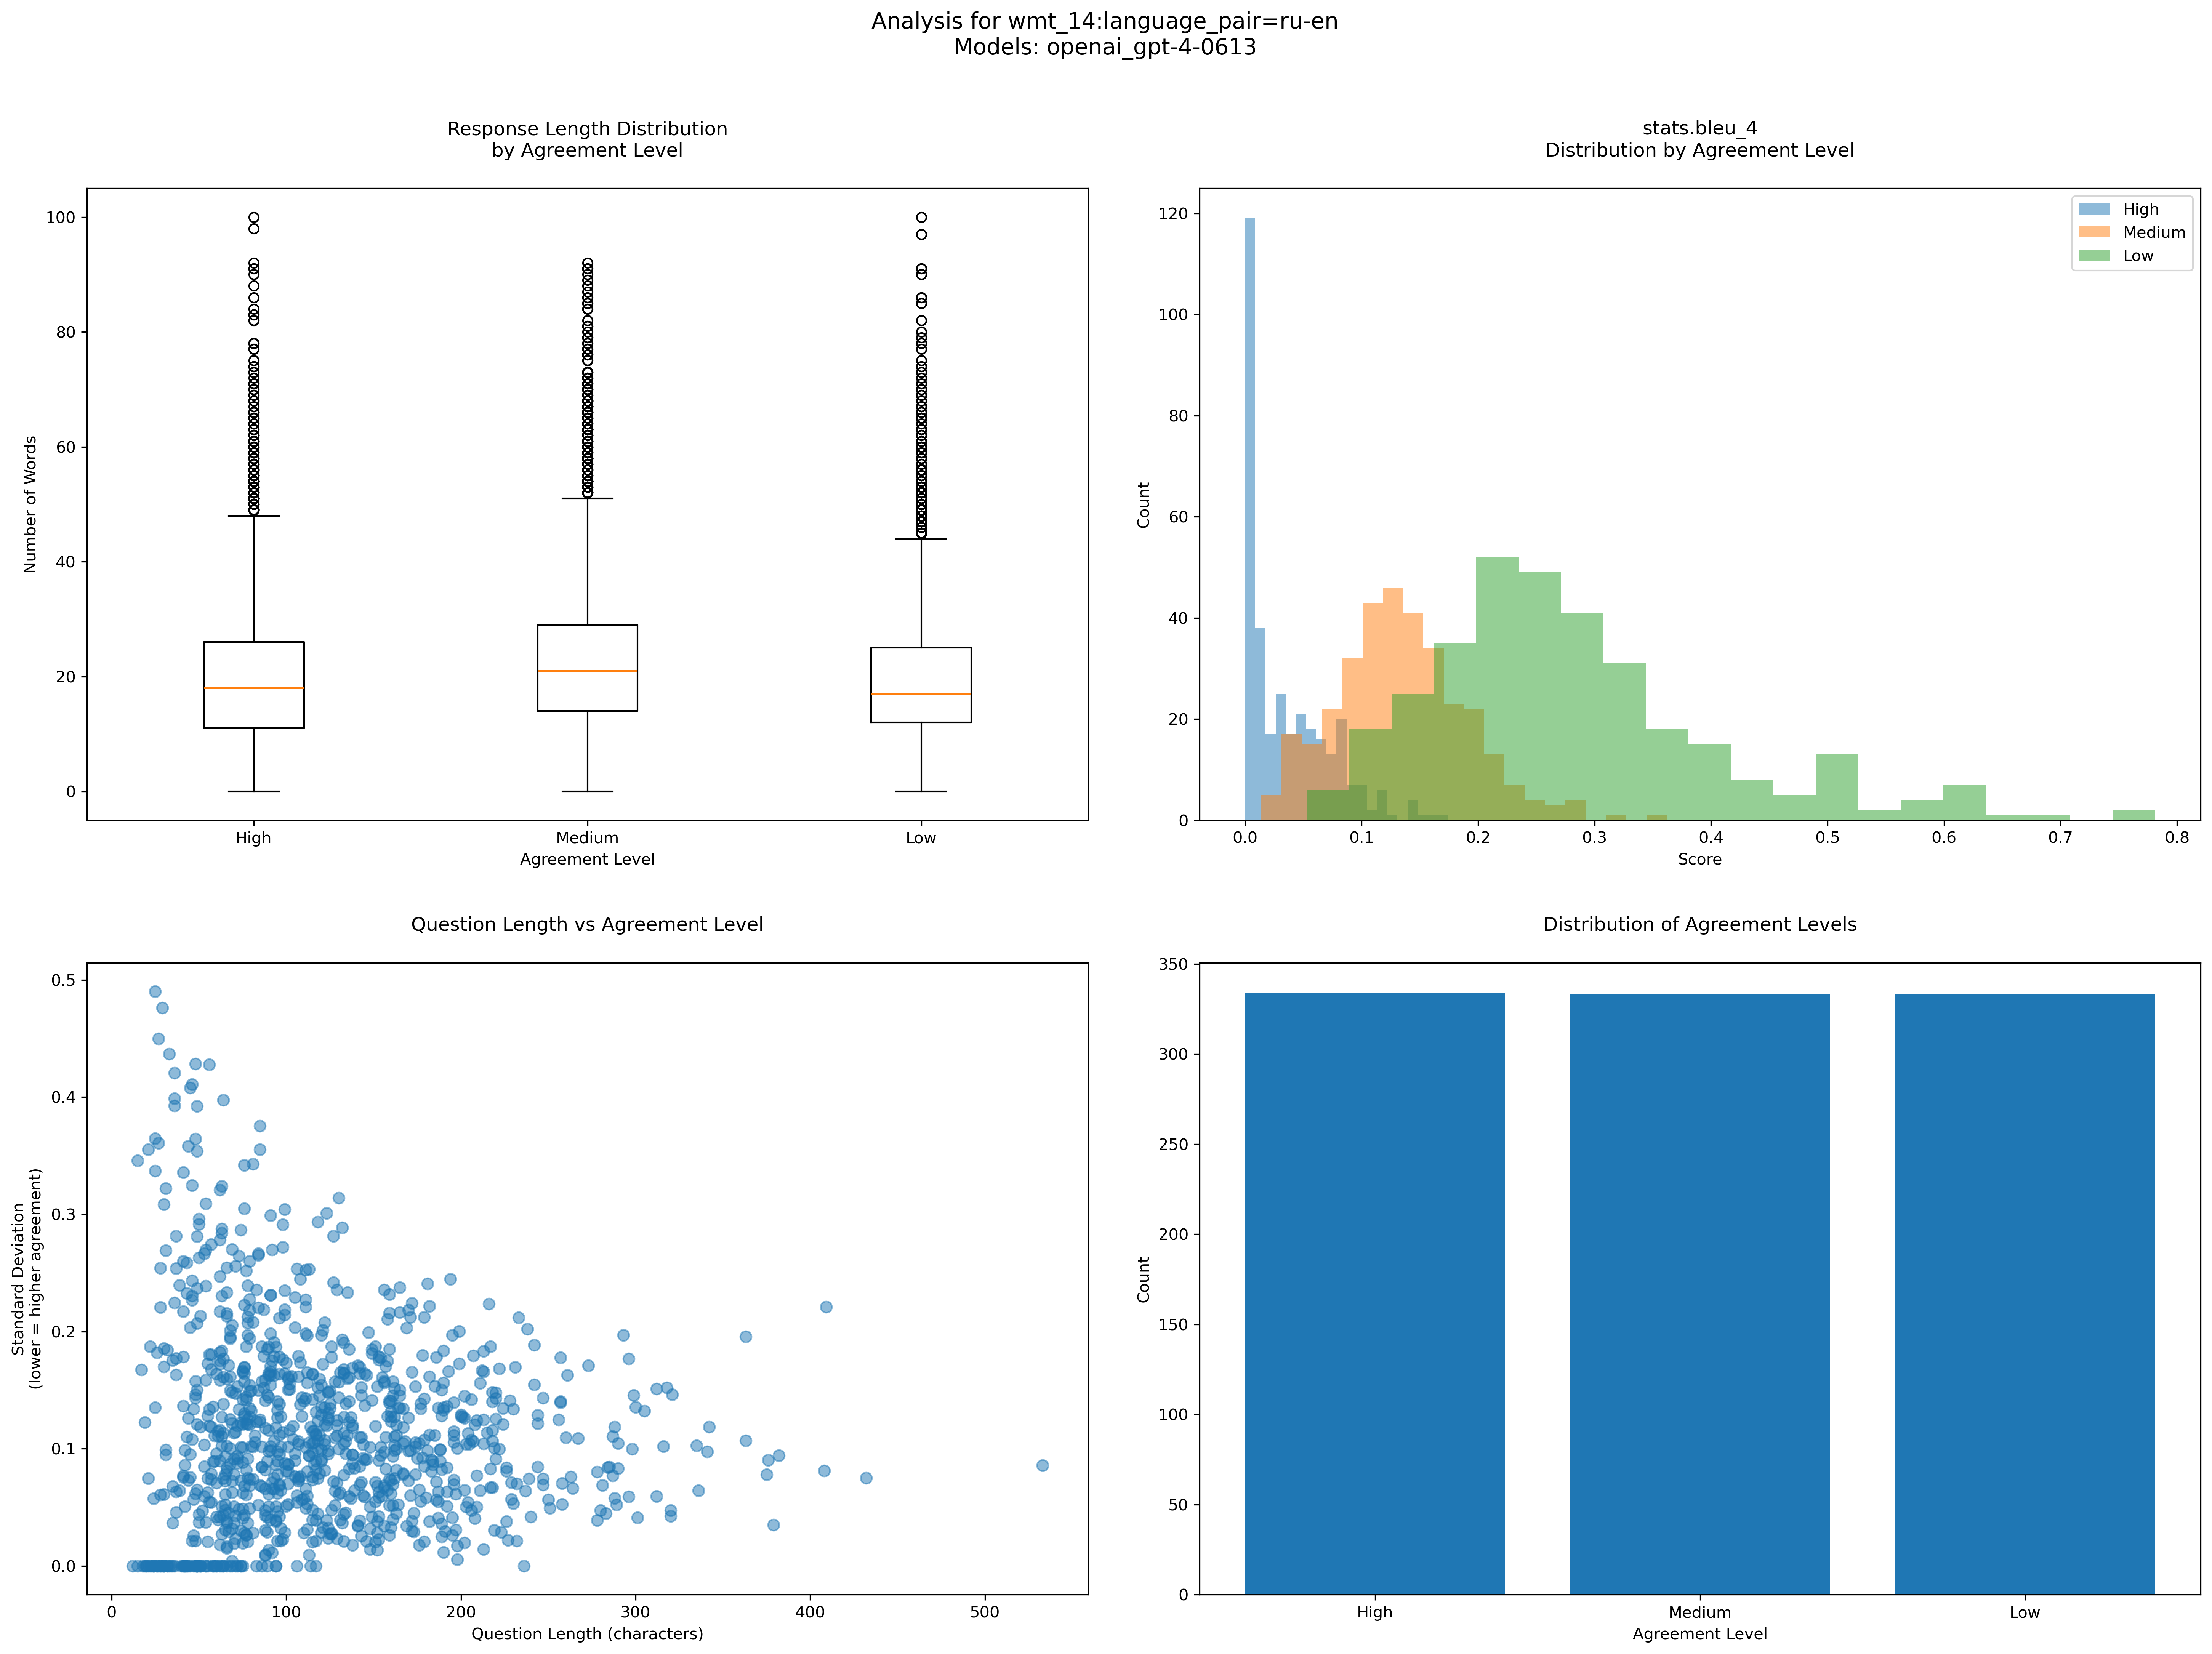 Analysis for wmt_14:language_pair=ru-en
Models: openai_gpt-4-0613
Response Length Distribution
by Agreement Level
Number of Words
100
80
60
40
20
0
High
Medium
Low
Agreement Level
stats.bleu_4
Distribution by Agreement Level
High
Medium
Low
Count
120
100
80
60
40
20
0
0.0
0.1
0.2
0.3
0.4
0.5
0.6
0.7
0.8
Score
Question Length vs Agreement Level
Standard Deviation
(lower = higher agreement)
0.5
0.4
0.3
0.2
0.1
0.0
0
100
200
300
400
500
Question Length (characters)
Distribution of Agreement Levels
Count
350
300
250
200
150
100
50
0
High
Medium
Low
Agreement Level